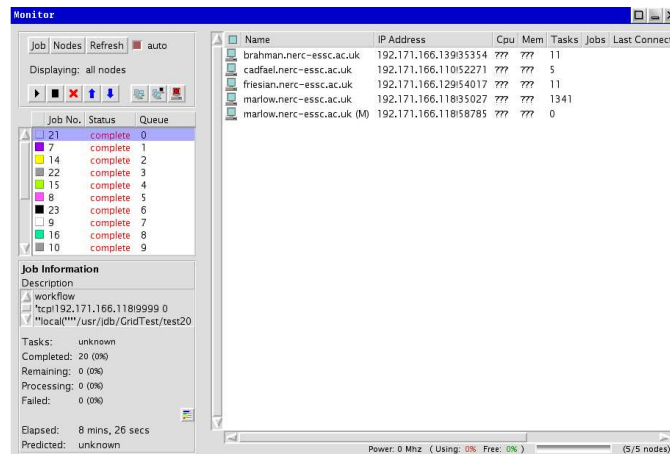 Monitor
Job Nodes Refresh auto
Displaying: all nodes
Job No. Status Queue
21 complete 0
7 complete 1
14 complete 2
22 complete 3
15 complete 4
8 complete 5
23 complete 6
9 complete 7
16 complete 8
10 complete 9
Job Information
Description
workflow
'tcp!192.171.166.118!9999 0
''local(''''/usr/jdb/GridTest/test20
Tasks: unknown
Completed: 20 (0%)
Remaining: 0 (0%)
Processing: 0 (0%)
Failed: 0 (0%)
Elapsed: 8 mins, 26 secs
Predicted: unknown
Name IP Address Cpu Mem Tasks Jobs Last Connect
brahman.nerc-essc.ac.uk 192.171.166.139!35354 ??? ??? 11
cadfael.nerc-essc.ac.uk 192.171.166.110!52271 ??? ??? 5
friesian.nerc-essc.ac.uk 192.171.166.129!54017 ??? ??? 11
marlow.nerc-essc.ac.uk 192.171.166.118!35027 ??? ??? 1341
marlow.nerc-essc.ac.uk (M) 192.171.166.118!58785 ??? ??? 0
Power: 0 Mhz ( Using: 0% Free: 0% ) (5/5 nodes)